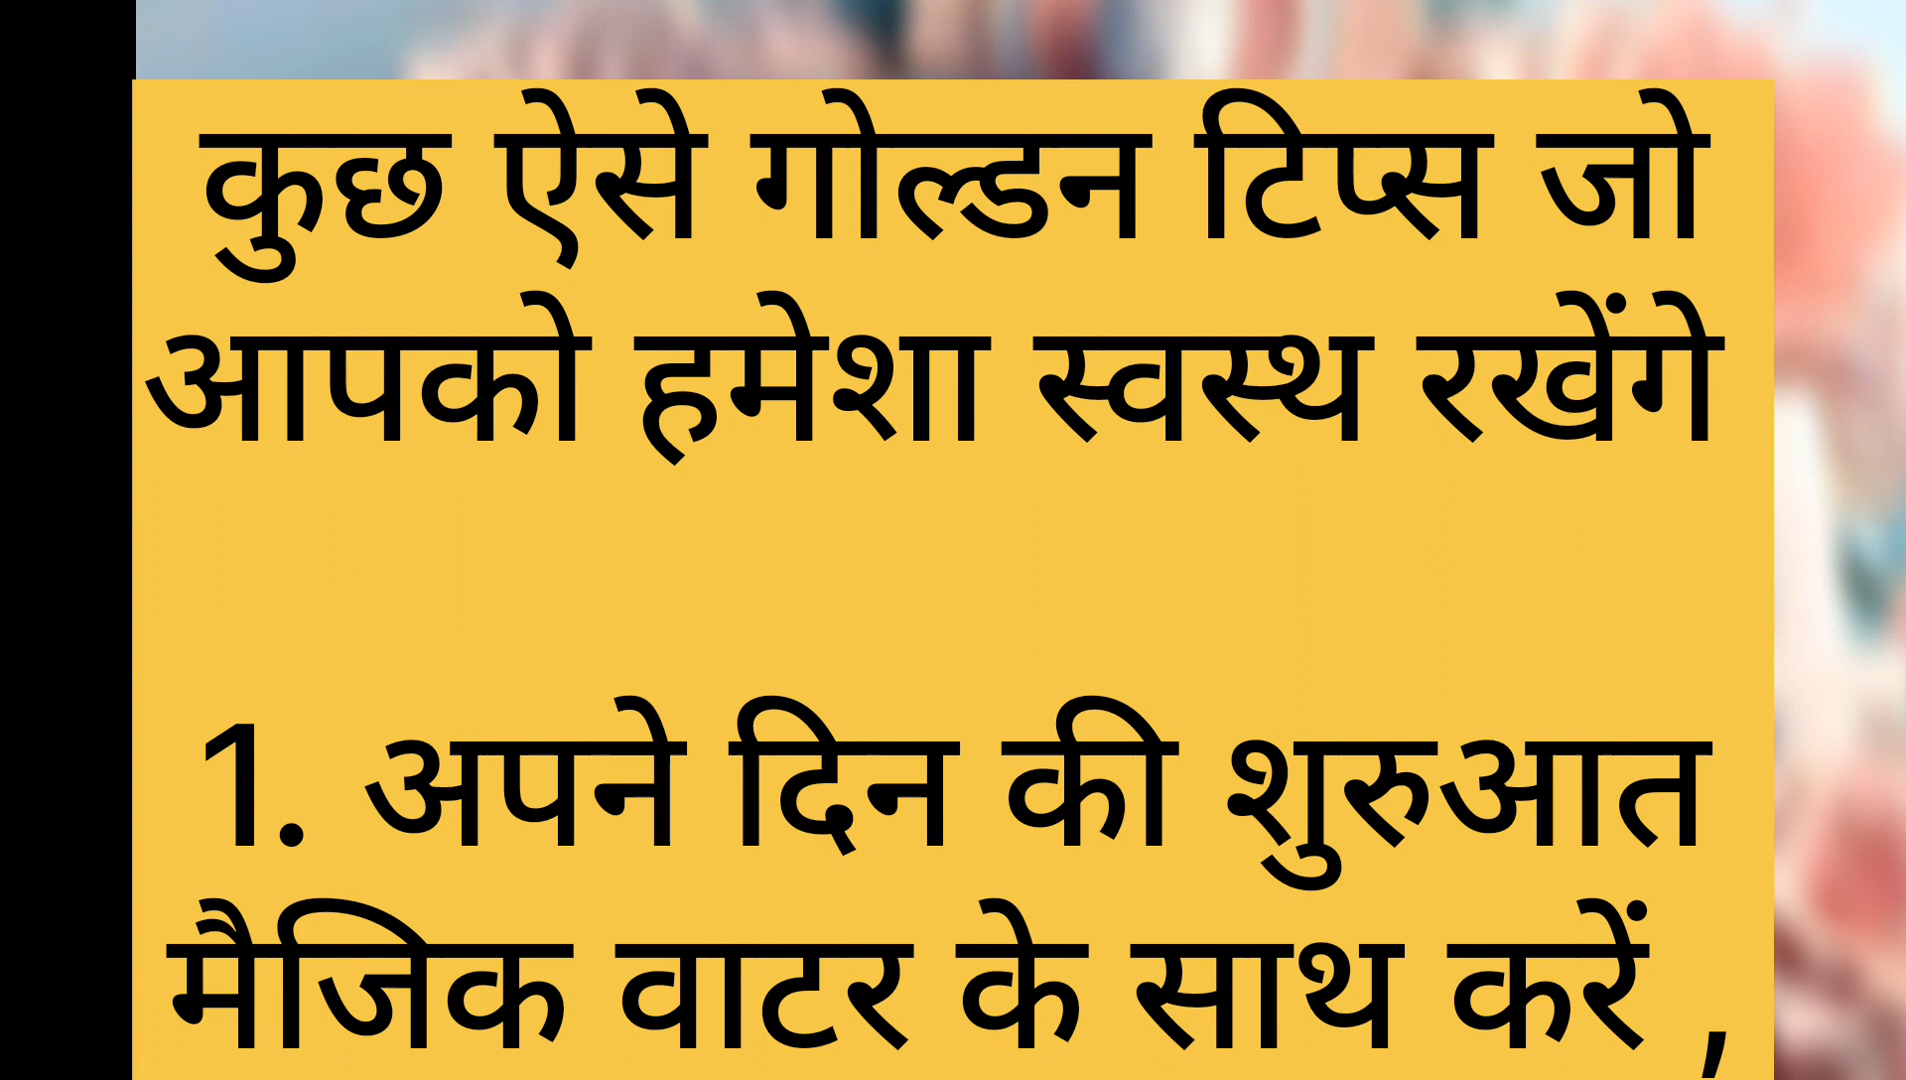 कुछ ऐसे गोल्डन टिप्स जो
आपको हमेशा स्वस्थ रखेंगे
1. अपने दिन की शुरुआत
मैजिक वाटर के साथ करें ,